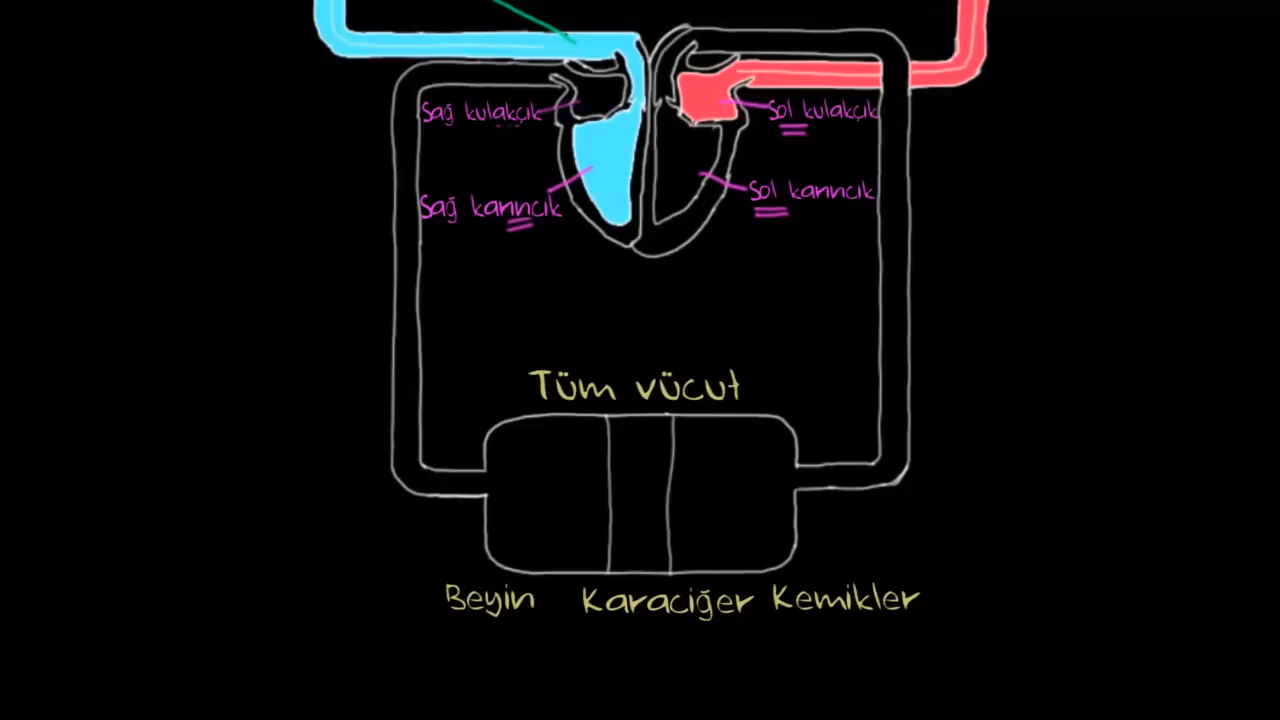 Sağ kulakçık
Sol kulakçık
Sağ karıncık
Sol karıncık
Tüm vücut
Beyin Karaciğer Kemikler